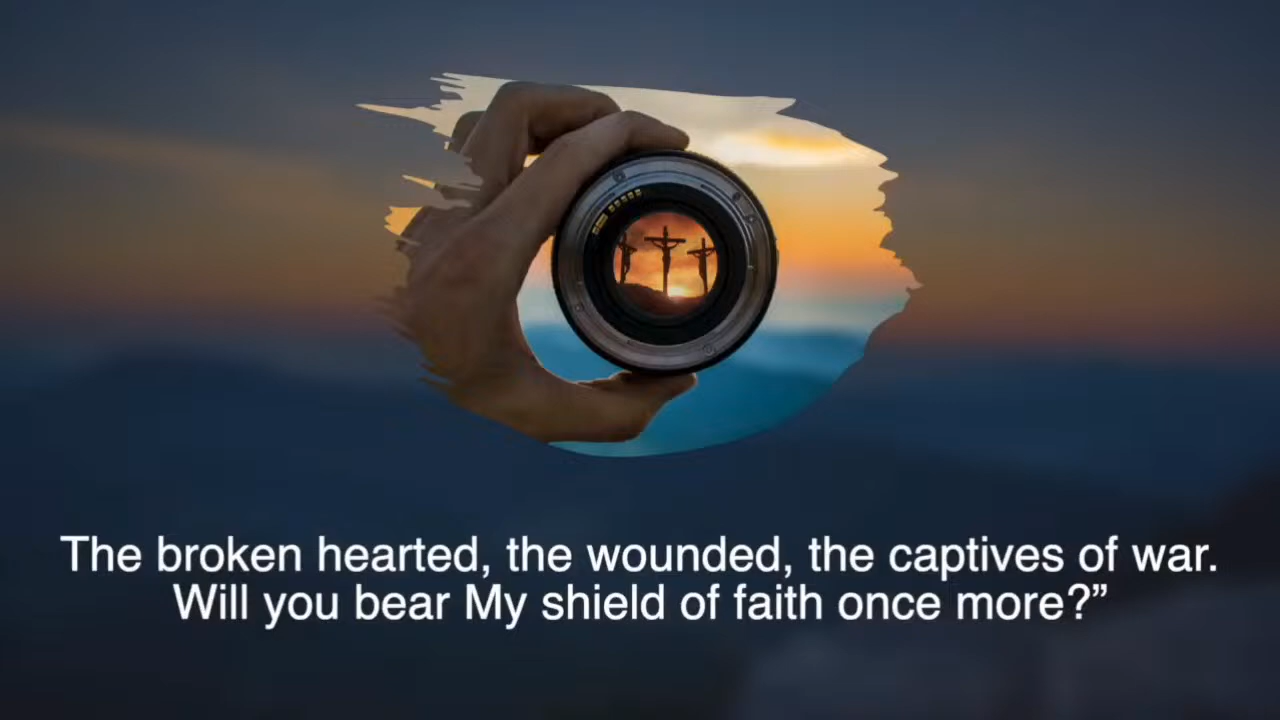 The broken hearted, the wounded, the captives of war.
Will you bear My shield of faith once more?”